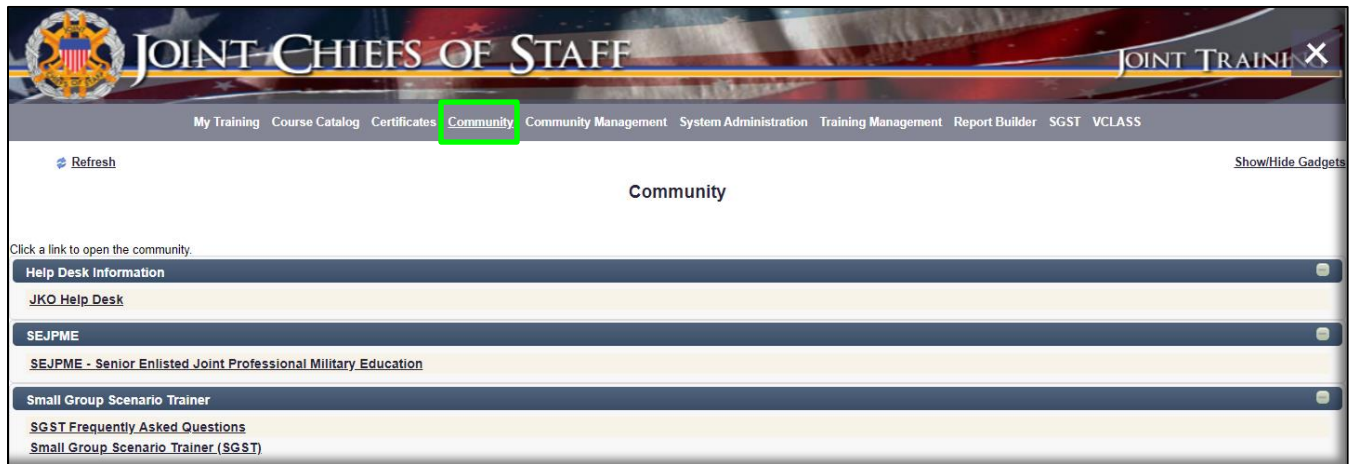 JOINT CHIEFS OF STAFF
JOINT TRAINI
My Training Course Catalog Certificates Community Community Management System Administration Training Management Report Builder SGST VCLASS
Refresh
Show/Hide Gadgets
Community
Click a link to open the community.
Help Desk Information
JKO Help Desk
SEJPME
SEJPME - Senior Enlisted Joint Professional Military Education
Small Group Scenario Trainer
SGST Frequently Asked Questions
Small Group Scenario Trainer (SGST)